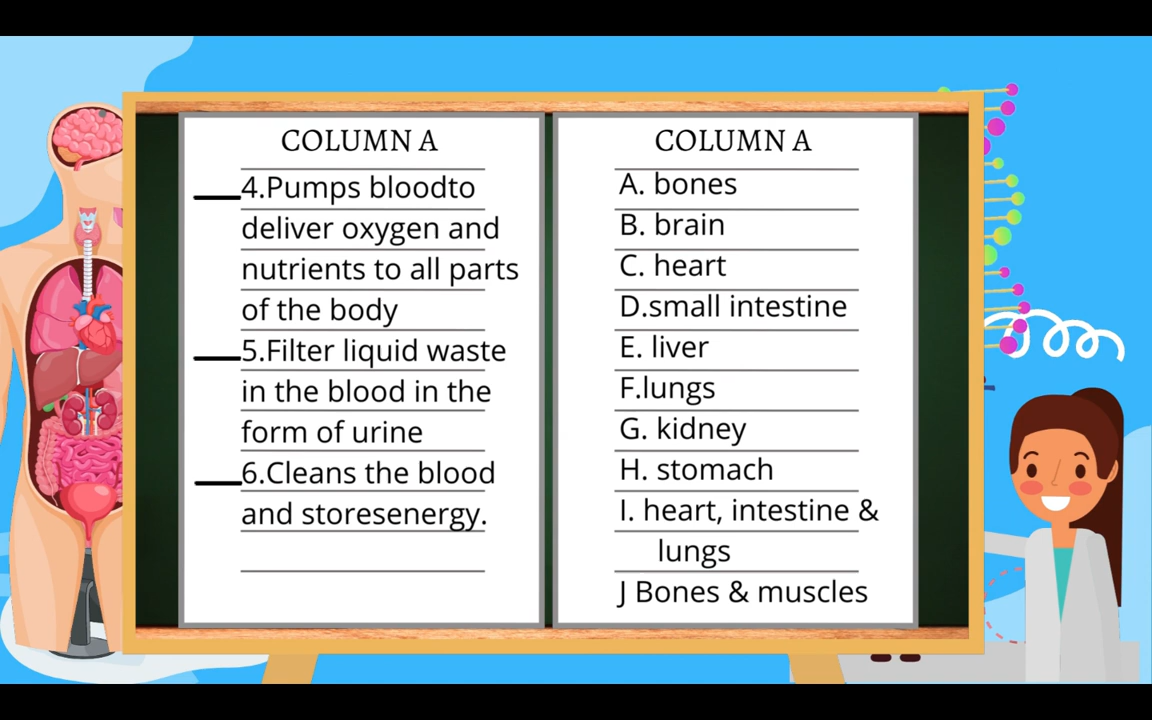 COLUMN A
4.Pumps bloodto
deliver oxygen and
nutrients to all parts
of the body
5.Filter liquid waste
in the blood in the
form of urine
6.Cleans the blood
and storesenergy.
COLUMN A
A. bones
B. brain
C. heart
D.small intestine
E. liver
F.lungs
G. kidney
H. stomach
I. heart, intestine &
lungs
J Bones & muscles